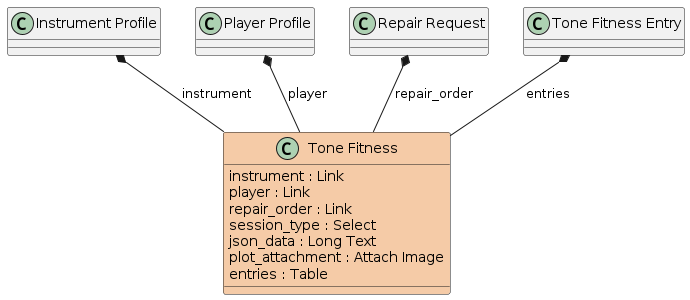 C Instrument Profile
C Player Profile
C Repair Request
C Tone Fitness Entry
instrument
player
repair_order
entries
C Tone Fitness
instrument : Link
player : Link
repair_order : Link
session_type : Select
json_data : Long Text
plot_attachment : Attach Image
entries : Table